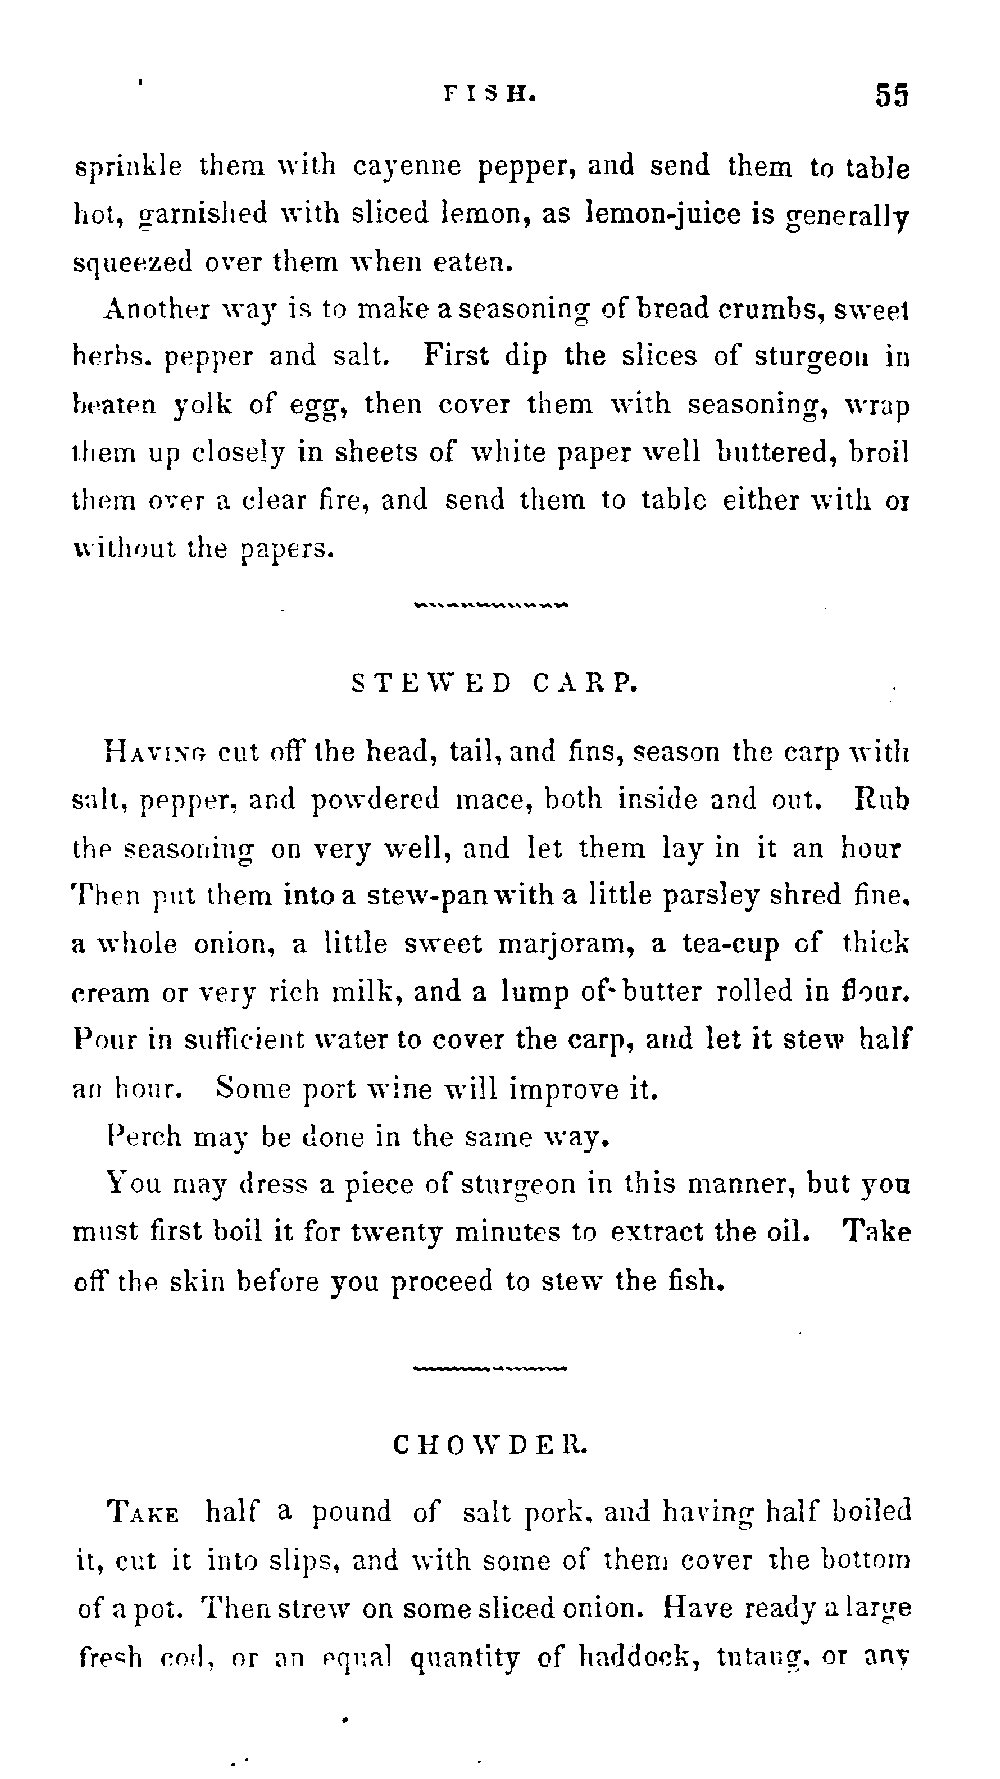 FISH. 55
sprinkle them with cayenne pepper, and send them to table
hot, garnished with sliced lemon, as lemon-juice is generally
squeezed over them when eaten.
Another way is to make a seasoning of bread crumbs, sweet
herbs. pepper and salt. First dip the slices of sturgeon in
beaten yolk of egg, then cover them with seasoning, wrap
them up closely in sheets of white paper well buttered, broil
them over a clear fire, and send them to table either with or
without the papers.
STEWED CARP.
HAVING cut off the head, tail, and fins, season the carp with
salt, pepper, and powdered mace, both inside and out. Rub
the seasoning on very well, and let them lay in it an hour
Then put them into a stew-pan with a little parsley shred fine,
a whole onion, a little sweet marjoram, a tea-cup of thick
cream or very rich milk, and a lump of butter rolled in flour.
Pour in sufficient water to cover the carp, and let it stew half
an hour. Some port wine will improve it.
Perch may be done in the same way.
You may dress a piece of sturgeon in this manner, but you
must first boil it for twenty minutes to extract the oil. Take
off the skin before you proceed to stew the fish.
CHOWDER.
TAKE half a pound of salt pork, and having half boiled
it, cut it into slips, and with some of them cover the bottom
of a pot. Then strew on some sliced onion. Have ready a large
fresh cod, or an equal quantity of haddock, tutaug, or any